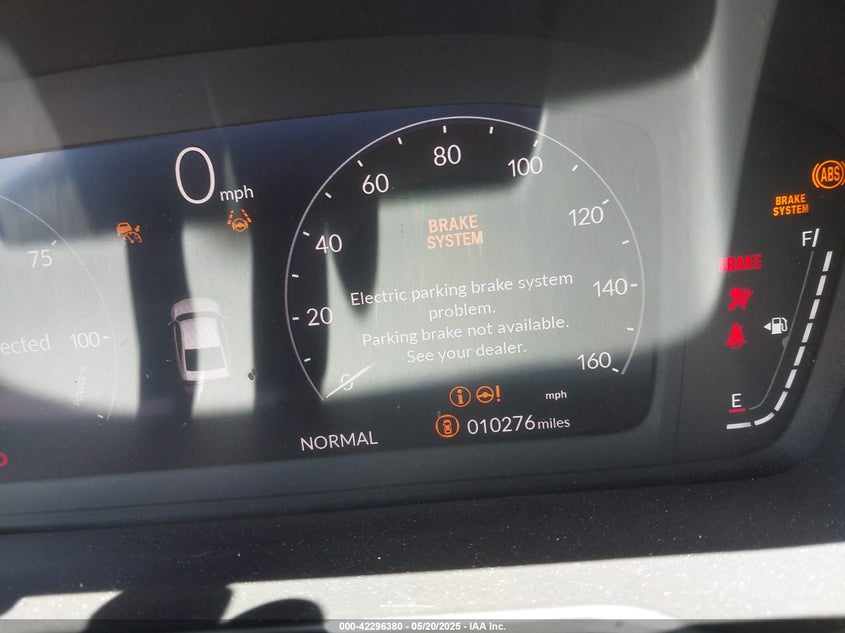 0 mph
ABS
BRAKE
SYSTEM
75
100
ected
POWER %
0
20
40
60
80
100
120
140
160
BRAKE
SYSTEM
Electric parking brake system
problem.
Parking brake not available.
See your dealer.
mph
NORMAL
010276 miles
BRAKE
F
E
000-42296380 - 05/20/2025 - IAA Inc.